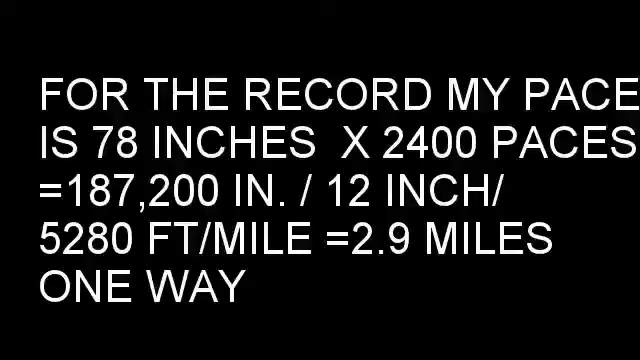 FOR THE RECORD MY PACE
IS 78 INCHES  X 2400 PACES
=187,200 IN. / 12 INCH/
5280 FT/MILE =2.9 MILES
ONE WAY